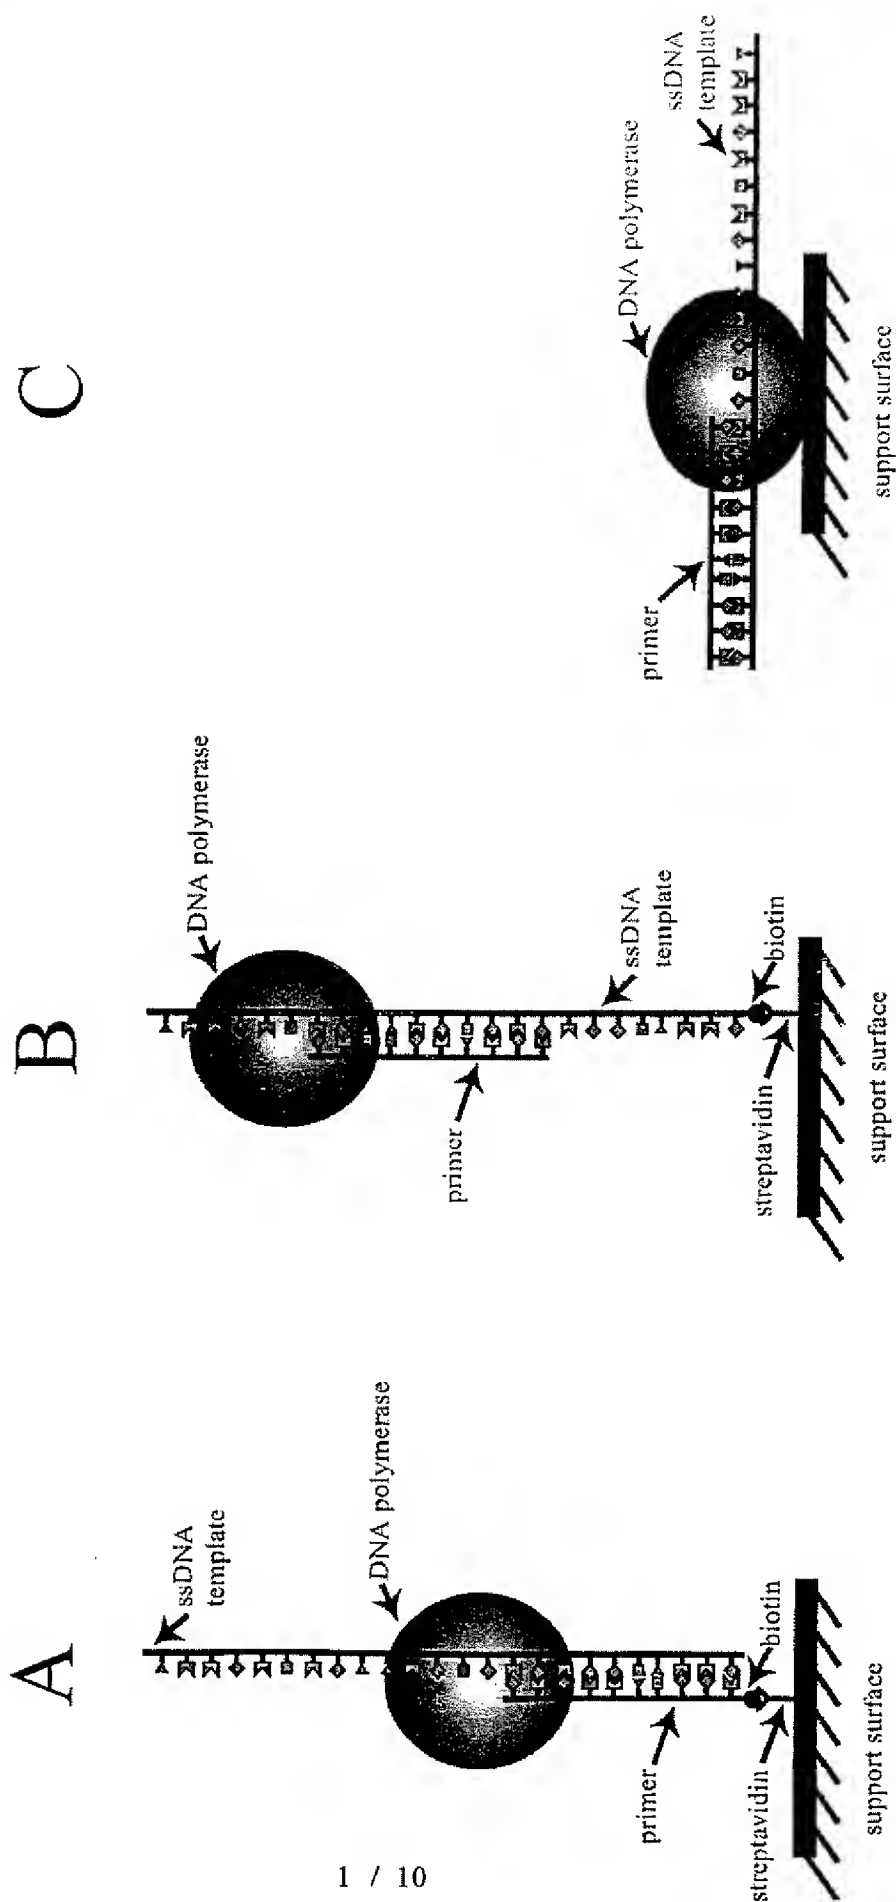 A
ssDNA
template
DNA polymerase
primer
biotin
streptavidin
support surface
B
DNA polymerase
ssDNA
template
primer
biotin
streptavidin
support surface
C
DNA polymerase
ssDNA
template
primer
support surface
1 / 10